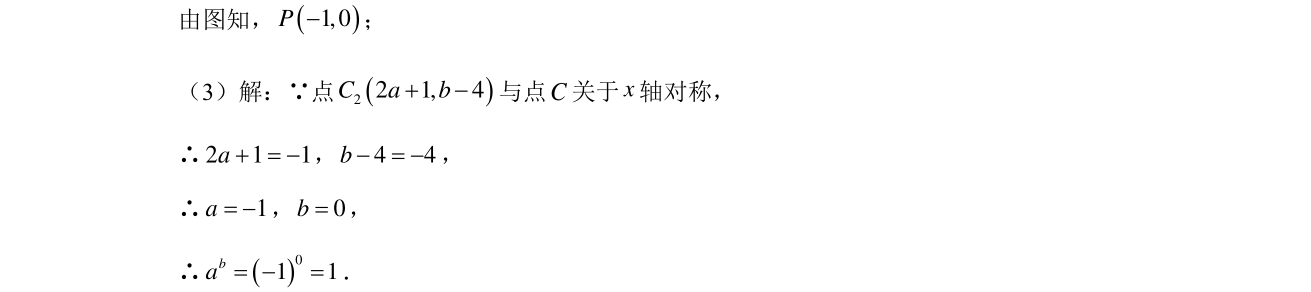 由图知，P(−1,0)；
（3）解：∵点C₂(2a+1,b−4)与点C关于x轴对称，
∴2a+1=−1，b−4=−4，
∴a=−1，b=0，
∴aᵇ=(−1)⁰=1．